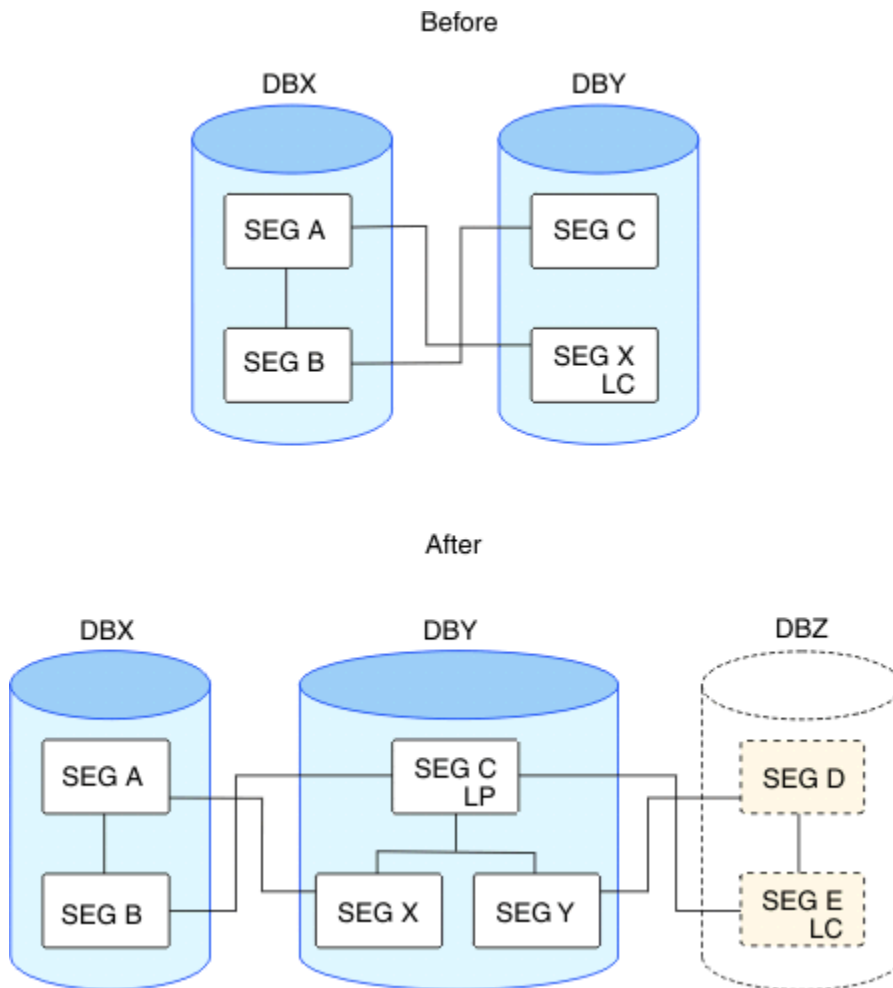 Before
DBX
DBY
SEG A
SEG C
SEG B
SEG X
LC
After
DBX
DBY
DBZ
SEG A
SEG C
LP
SEG D
SEG B
SEG X
SEG Y
SEG E
LC